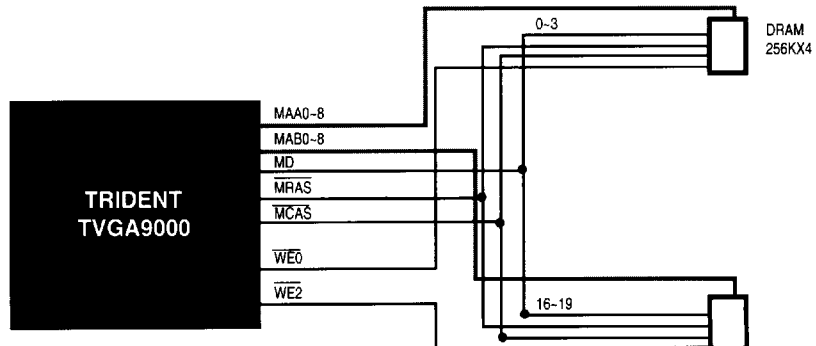 0~3
DRAM
256KX4
MAA0~8
MAB0~8
MD
MRAS
MCAS
TRIDENT
TVGA9000
WE0
WE2
16~19